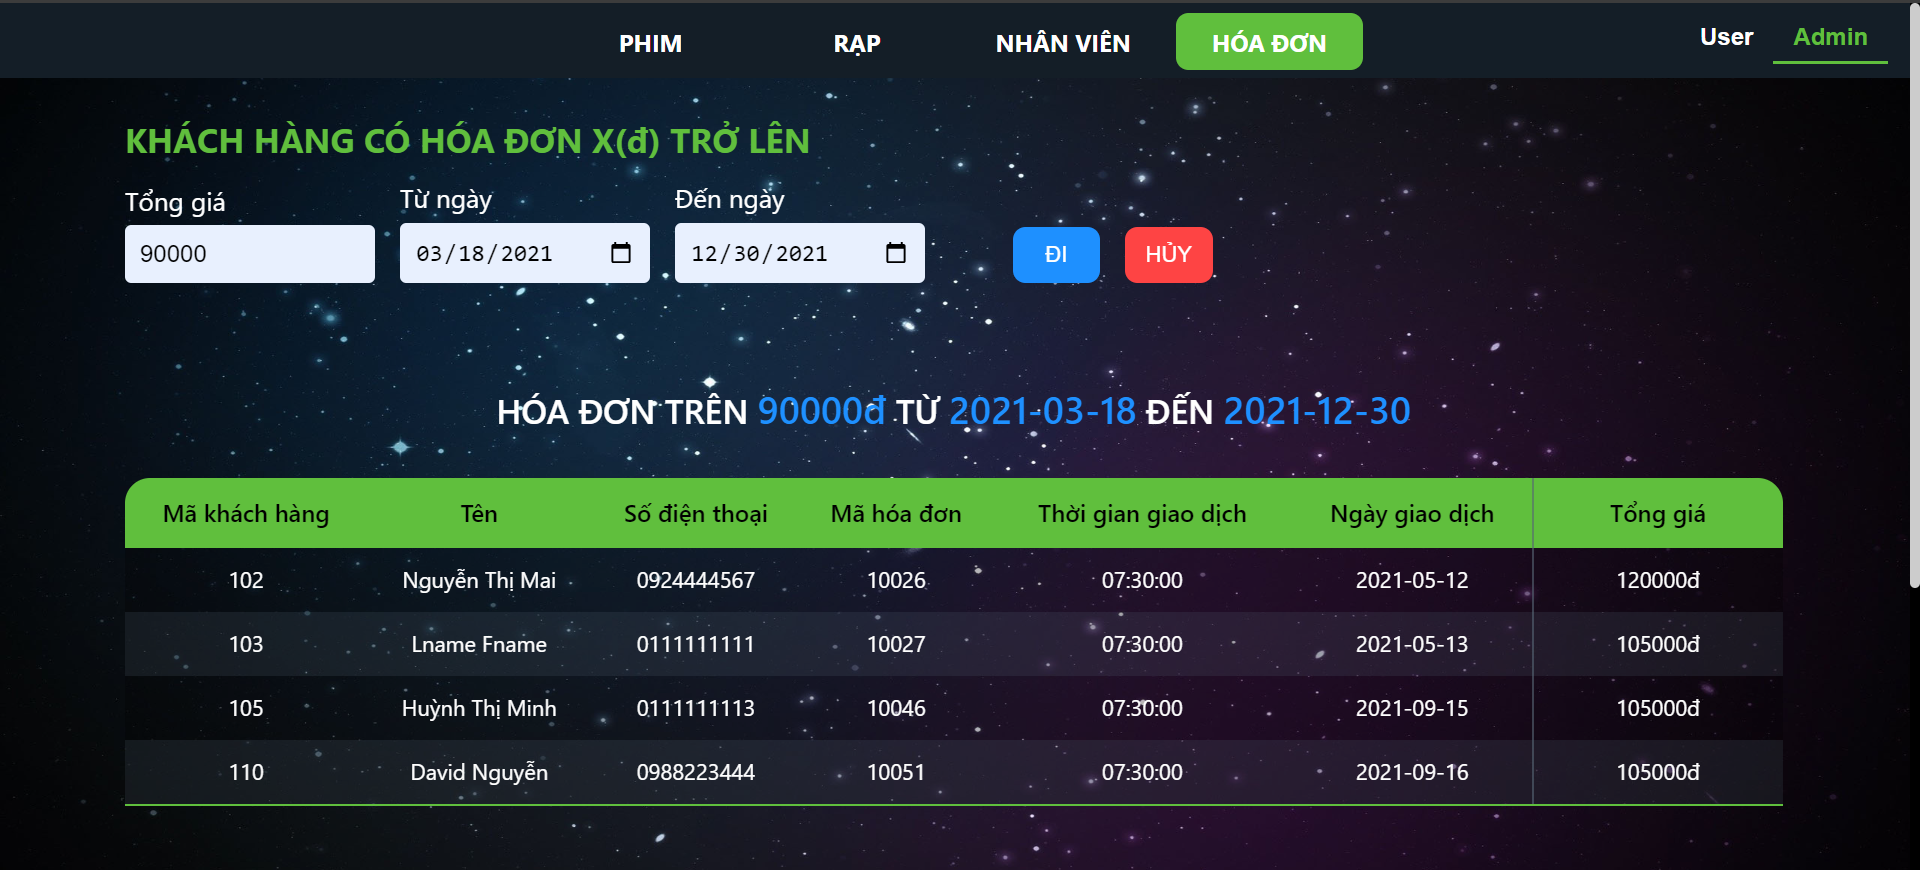 PHIM RẠP NHÂN VIÊN HÓA ĐƠN User Admin
KHÁCH HÀNG CÓ HÓA ĐƠN X(đ) TRỞ LÊN
Tổng giá Từ ngày Đến ngày
90000 03/18/2021 12/30/2021 ĐI HỦY
HÓA ĐƠN TRÊN 90000đ TỪ 2021-03-18 ĐẾN 2021-12-30
Mã khách hàng Tên Số điện thoại Mã hóa đơn Thời gian giao dịch Ngày giao dịch Tổng giá
102 Nguyễn Thị Mai 0924444567 10026 07:30:00 2021-05-12 120000đ
103 Lname Fname 0111111111 10027 07:30:00 2021-05-13 105000đ
105 Huỳnh Thị Minh 0111111113 10046 07:30:00 2021-09-15 105000đ
110 David Nguyễn 0988223444 10051 07:30:00 2021-09-16 105000đ